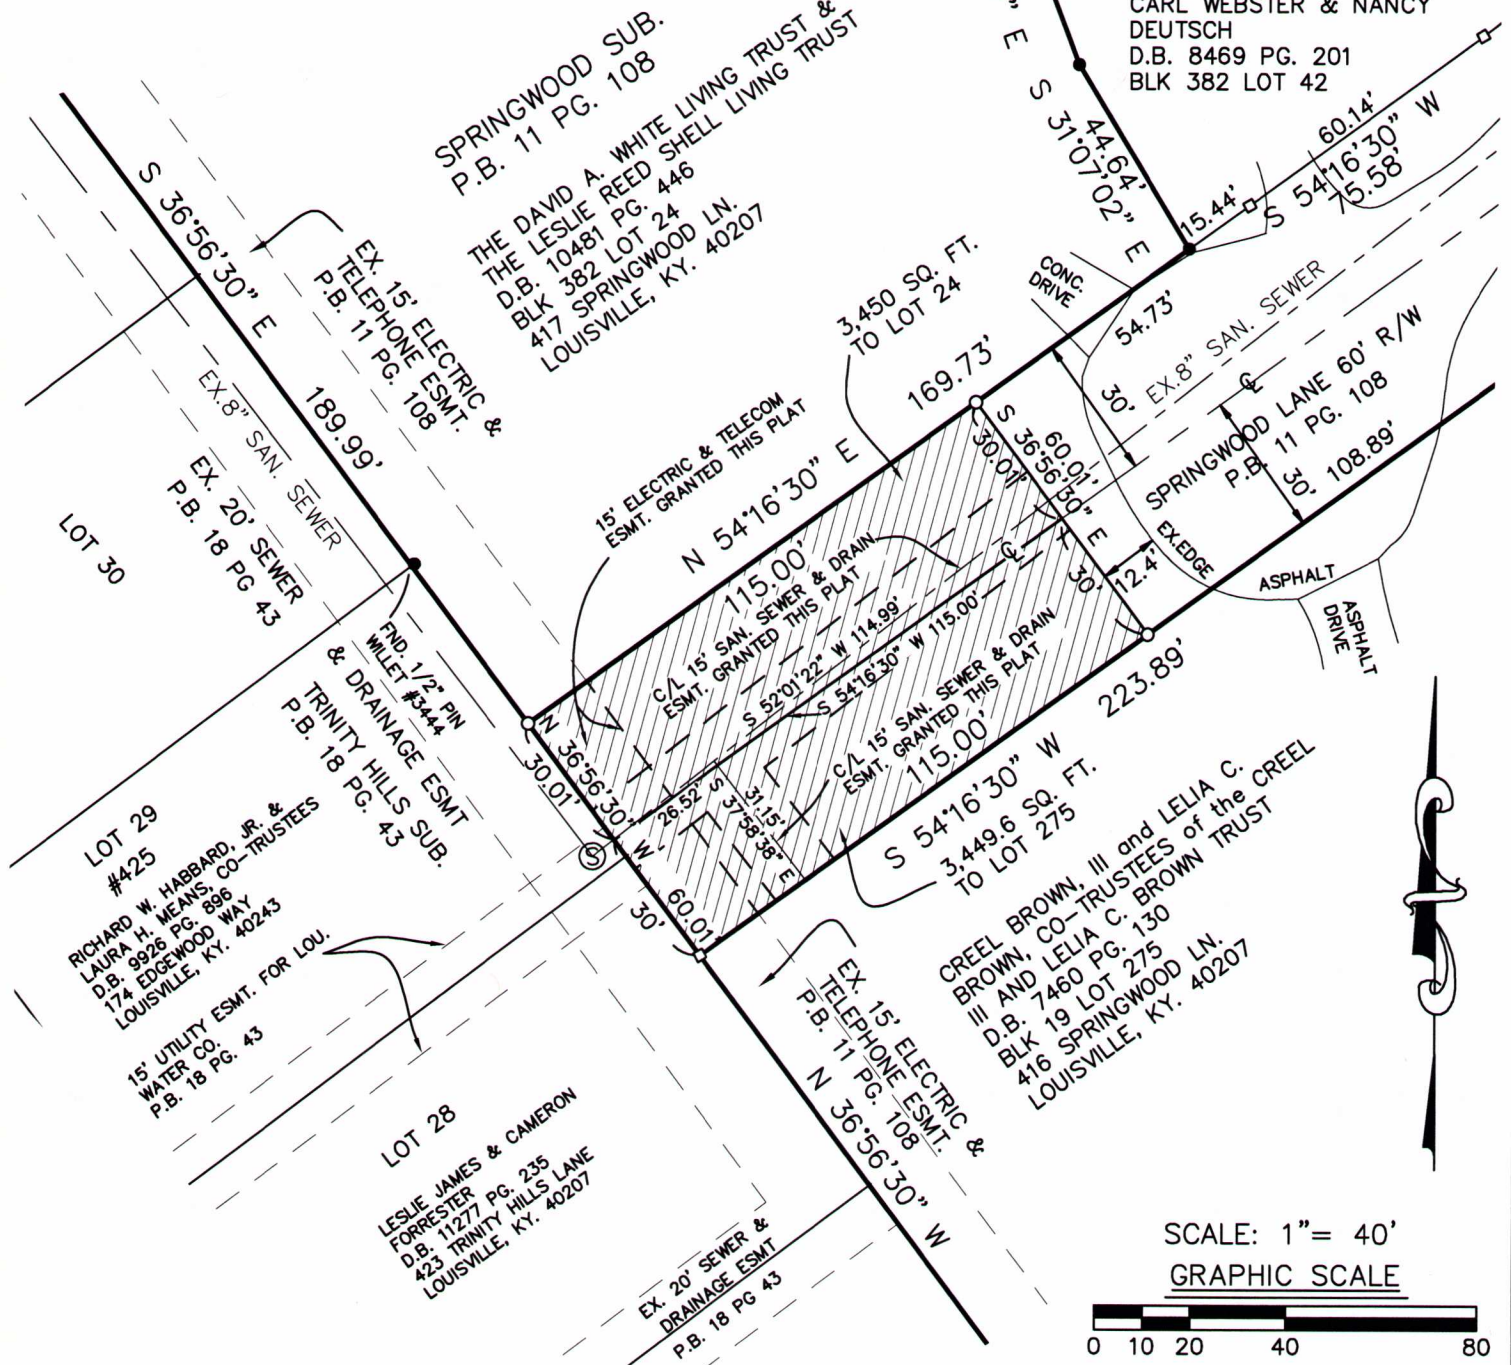 CARL WEBSTER & NANCY
DEUTSCH
D.B. 8469 PG. 201
BLK 382 LOT 42
" E
44.64'
S 31°07'02" E
60.14'
S 54°16'30" W
75.58'
15.44'
SPRINGWOOD SUB.
P.B. 11 PG. 108
THE DAVID A. WHITE LIVING TRUST &
THE LESLIE REED SHELL LIVING TRUST
D.B. 10481 PG. 446
BLK 382 LOT 24
417 SPRINGWOOD LN.
LOUISVILLE, KY. 40207
S 36°56'30" E
189.99'
EX. 15' ELECTRIC &
TELEPHONE ESMT.
P.B. 11 PG. 108
3,450 SQ. FT.
TO LOT 24
CONC.
DRIVE
54.73'
169.73'
N 54°16'30" E
115.00'
EX.8" SAN. SEWER
℄
SPRINGWOOD LANE 60' R/W
P.B. 11 PG. 108
30'
30'
108.89'
EX.8" SAN. SEWER
EX. 20' SEWER
P.B. 18 PG 43
& DRAINAGE ESMT
LOT 30
15' ELECTRIC & TELECOM
ESMT. GRANTED THIS PLAT
S 36°56'30" E
60.01'
30.01'
30'
12.4'
EX.EDGE
ASPHALT
ASPHALT
DRIVE
C/L 15' SAN. SEWER & DRAIN
ESMT. GRANTED THIS PLAT
℄
S 52°01'22" W 114.99'
S 54°16'30" W 115.00'
C/L 15' SAN. SEWER & DRAIN
ESMT. GRANTED THIS PLAT
115.00'
S 54°16'30" W
223.89'
3,449.6 SQ. FT.
TO LOT 275
FND. 1/2" PIN
WILLET #3444
N 36°56'30" W
60.01'
30.01'
30'
26.52'
31.15'
S 37°58'38" E
S
TRINITY HILLS SUB.
P.B. 18 PG. 43
LOT 29
#425
RICHARD W. HABBARD, JR. &
LAURA H. MEANS, CO-TRUSTEES
D.B. 9926 PG. 896
174 EDGEWOOD WAY
LOUISVILLE, KY. 40243
15' UTILITY ESMT. FOR LOU.
WATER CO.
P.B. 18 PG. 43
CREEL BROWN, III and LELIA C.
BROWN, CO-TRUSTEES of the CREEL
III AND LELIA C. BROWN TRUST
D.B. 7460 PG. 130
BLK 19 LOT 275
416 SPRINGWOOD LN.
LOUISVILLE, KY. 40207
EX. 15' ELECTRIC &
TELEPHONE ESMT.
P.B. 11 PG. 108
N 36°56'30" W
LOT 28
LESLIE JAMES & CAMERON
FORRESTER
D.B. 11277 PG. 235
423 TRINITY HILLS LANE
LOUISVILLE, KY. 40207
EX. 20' SEWER &
DRAINAGE ESMT
P.B. 18 PG 43
SCALE: 1"= 40'
GRAPHIC SCALE
0 10 20 40 80